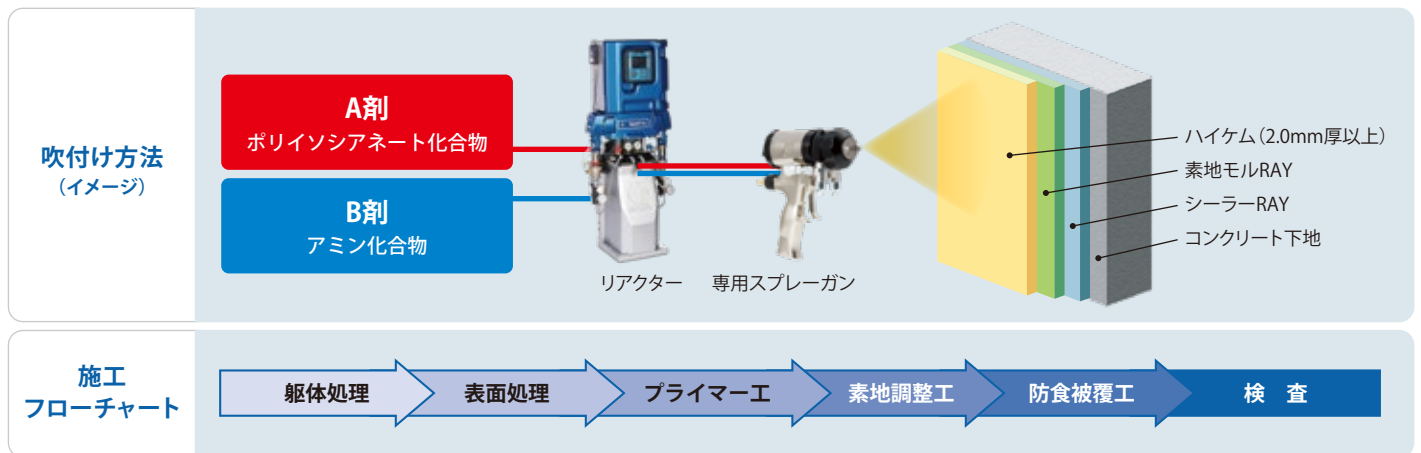 吹付け方法
（イメージ）
A剤
ポリイソシアネート化合物
B剤
アミン化合物
リアクター
専用スプレーガン
ハイケム（2.0mm厚以上）
素地モルRAY
シーラーRAY
コンクリート下地
施工
フローチャート
躯体処理
表面処理
プライマー工
素地調整工
防食被覆工
検　査